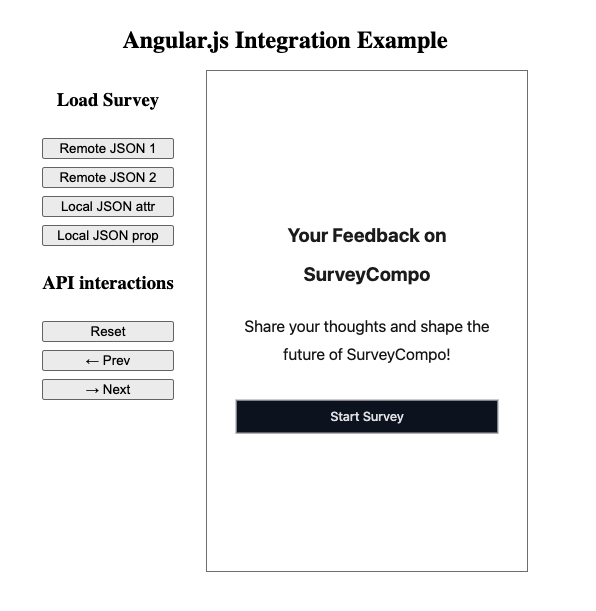 Angular.js Integration Example
Load Survey
Remote JSON 1
Remote JSON 2
Local JSON attr
Local JSON prop
API interactions
Reset
← Prev
→ Next
Your Feedback on
SurveyCompo
Share your thoughts and shape the
future of SurveyCompo!
Start Survey